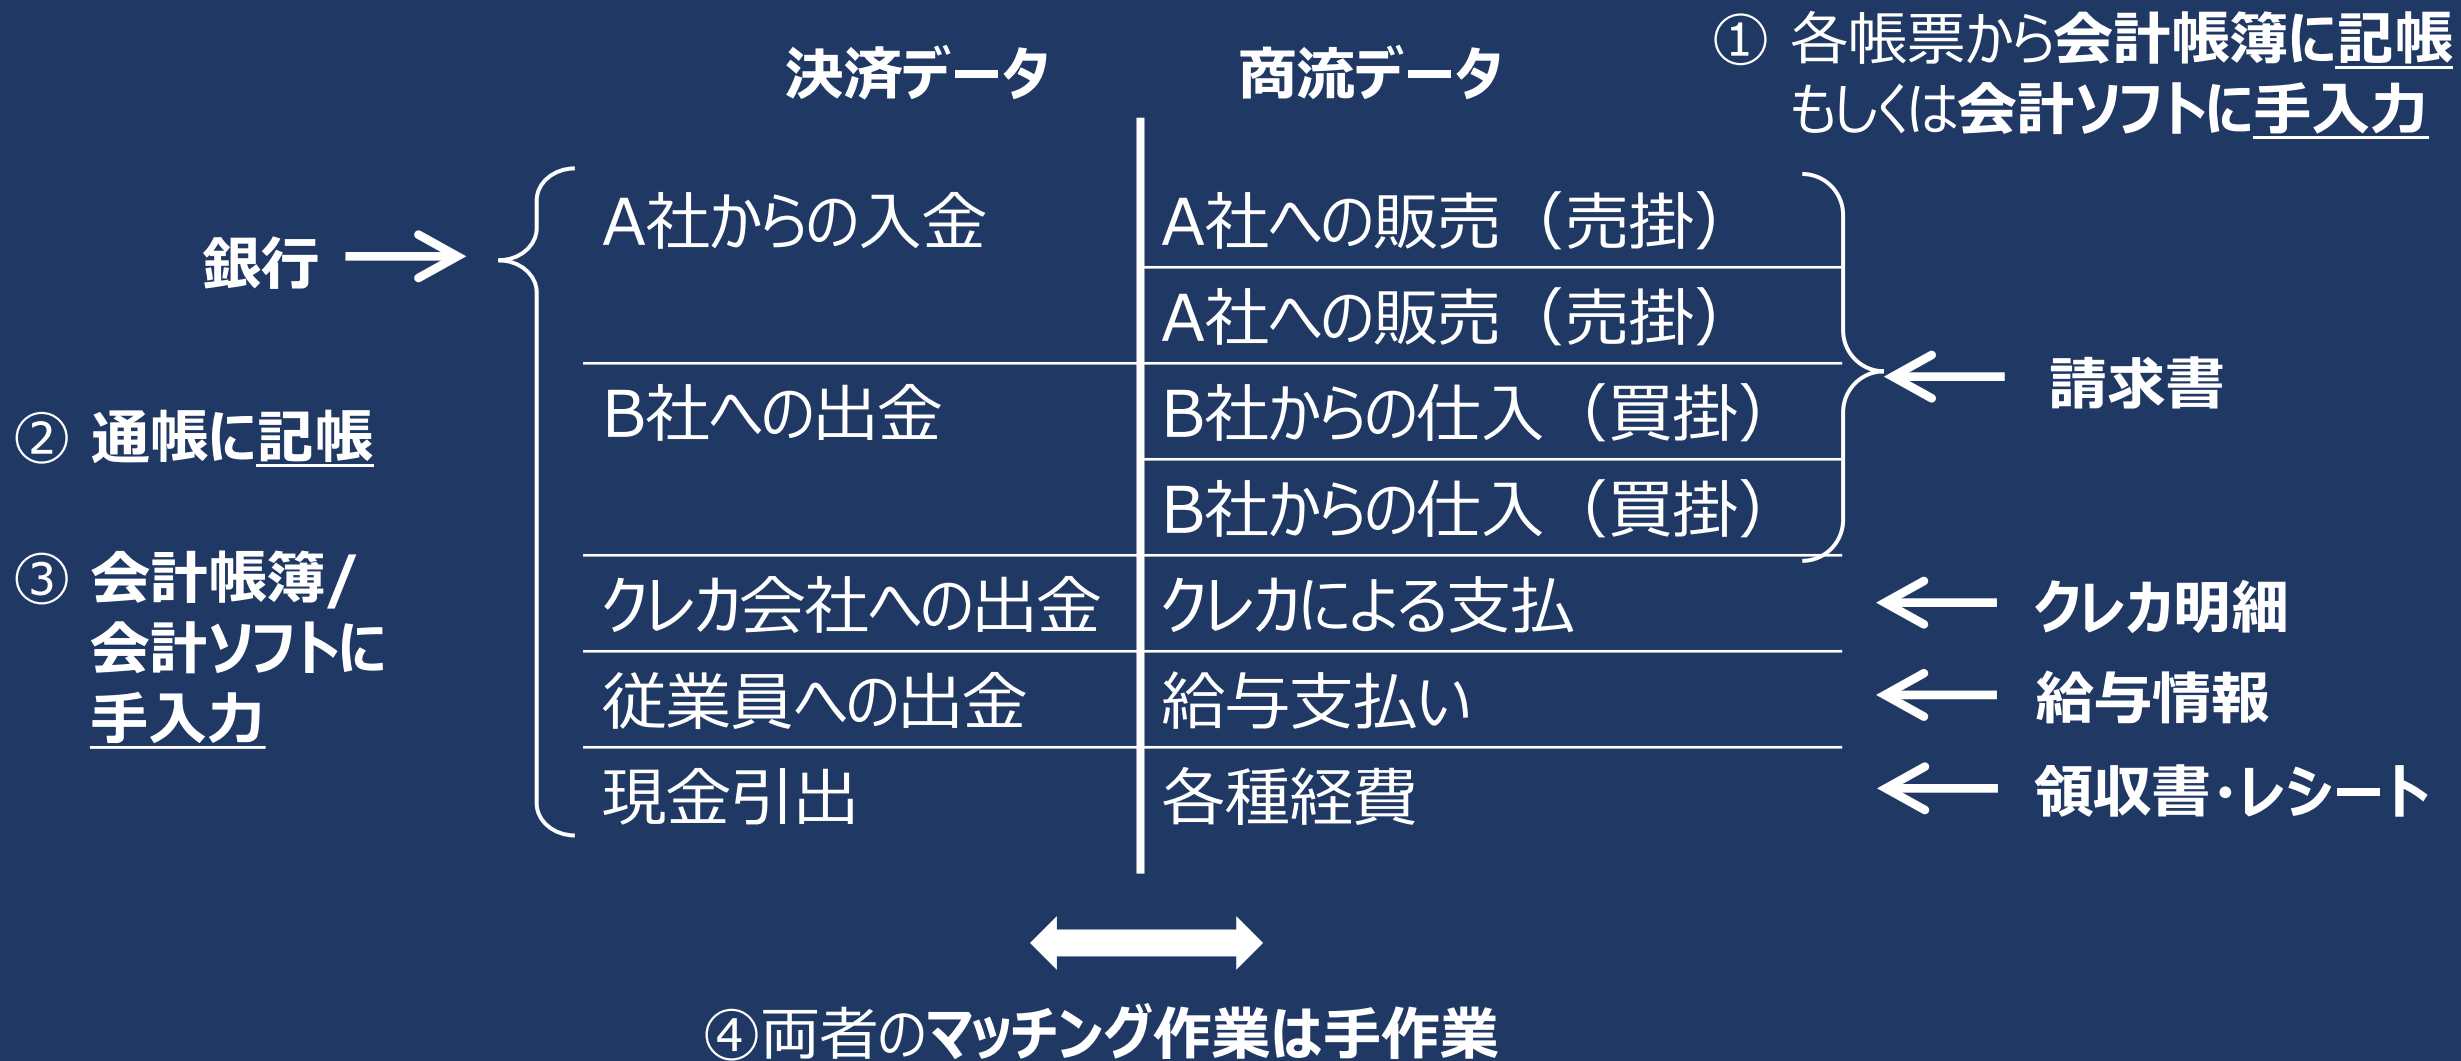 ① 各帳票から会計帳簿に記帳
もしくは会計ソフトに手入力
決済データ
商流データ
銀行
② 通帳に記帳
③ 会計帳簿/
会計ソフトに
手入力
A社からの入金
A社への販売（売掛）
A社への販売（売掛）
B社への出金
B社からの仕入（買掛）
B社からの仕入（買掛）
クレカ会社への出金
クレカによる支払
従業員への出金
給与支払い
現金引出
各種経費
請求書
クレカ明細
給与情報
領収書・レシート
④両者のマッチング作業は手作業